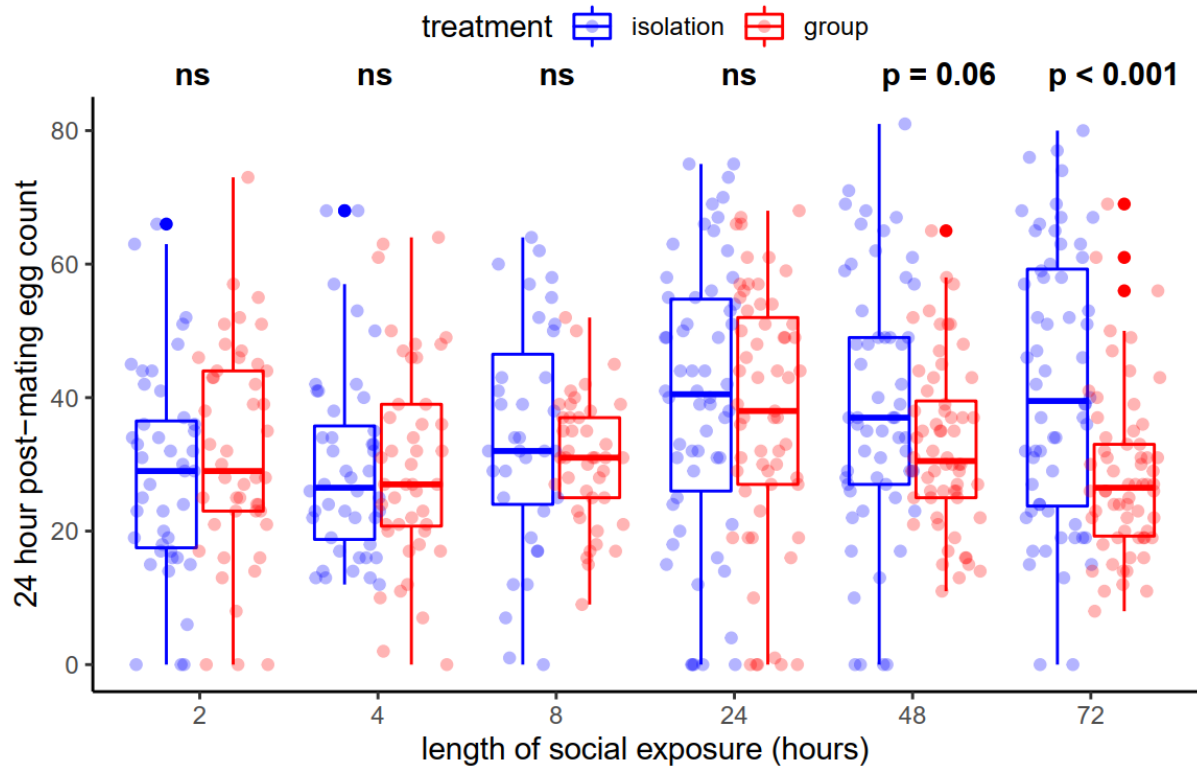 treatment isolation group
ns ns ns ns p = 0.06 p < 0.001
24 hour post-mating egg count
80
60
40
20
0
2 4 8 24 48 72
length of social exposure (hours)